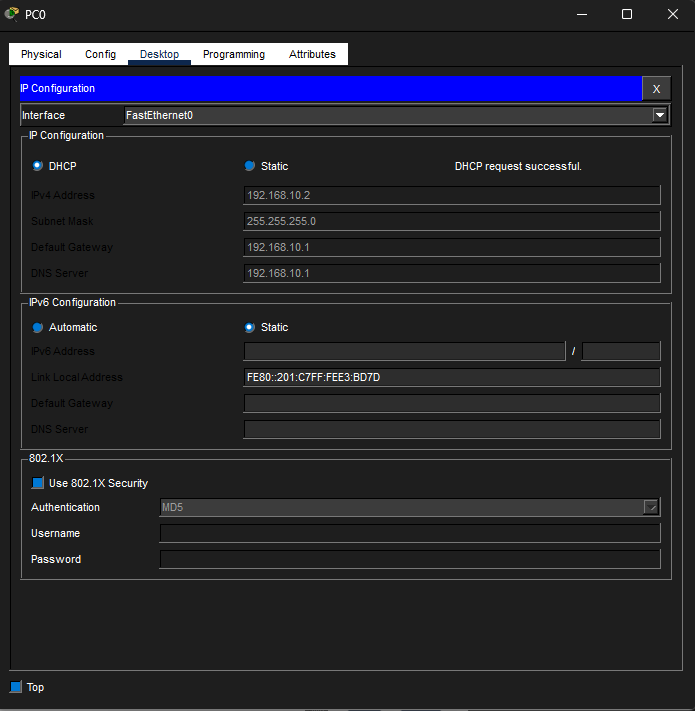 PC0
Physical Config Desktop Programming Attributes
IP Configuration X
Interface FastEthernet0
IP Configuration
DHCP Static DHCP request successful.
IPv4 Address 192.168.10.2
Subnet Mask 255.255.255.0
Default Gateway 192.168.10.1
DNS Server 192.168.10.1
IPv6 Configuration
Automatic Static
IPv6 Address /
Link Local Address FE80::201:C7FF:FEE3:BD7D
Default Gateway
DNS Server
802.1X
Use 802.1X Security
Authentication MD5
Username
Password
Top